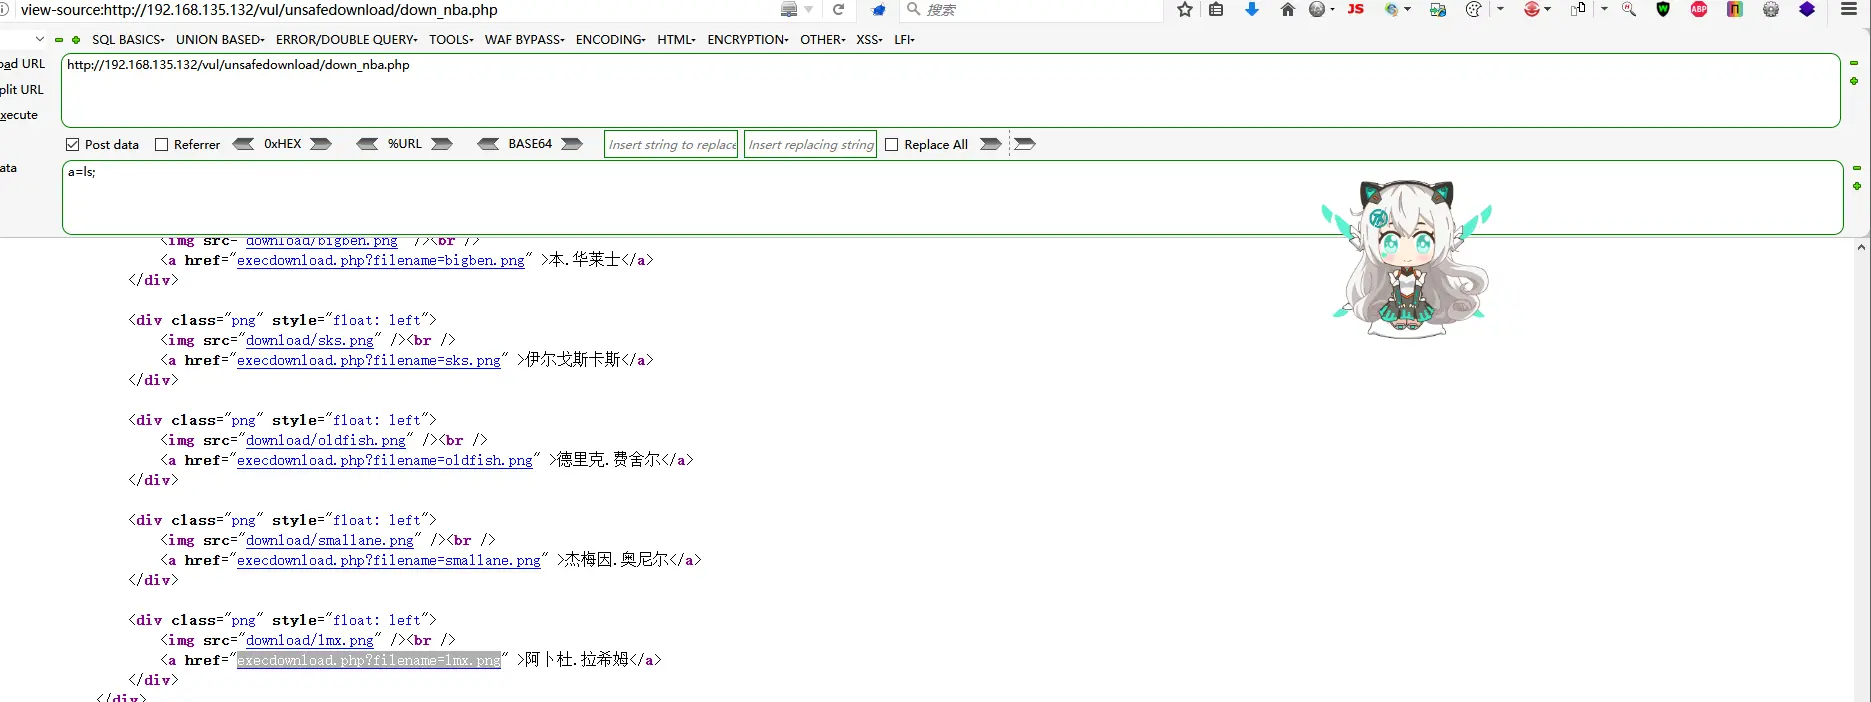 view-source:http://192.168.135.132/vul/unsafedownload/down_nba.php
搜索
JS
ABP
SQL BASICS UNION BASED ERROR/DOUBLE QUERY TOOLS WAF BYPASS ENCODING HTML ENCRYPTION OTHER XSS LFI
oad URL
http://192.168.135.132/vul/unsafedownload/down_nba.php
plit URL
xecute
Post data Referrer 0xHEX %URL BASE64 Insert string to replace Insert replacing string Replace All
ata
a=ls;
<img src="download/bigben.png" /><br />
<a href="execdownload.php?filename=bigben.png" >本.华莱士</a>
</div>
<div class="png" style="float: left">
<img src="download/sks.png" /><br />
<a href="execdownload.php?filename=sks.png" >伊尔戈斯卡斯</a>
</div>
<div class="png" style="float: left">
<img src="download/oldfish.png" /><br />
<a href="execdownload.php?filename=oldfish.png" >德里克.费舍尔</a>
</div>
<div class="png" style="float: left">
<img src="download/smallane.png" /><br />
<a href="execdownload.php?filename=smallane.png" >杰梅因.奥尼尔</a>
</div>
<div class="png" style="float: left">
<img src="download/lmx.png" /><br />
<a href="execdownload.php?filename=lmx.png" >阿卜杜.拉希姆</a>
</div>
</div>